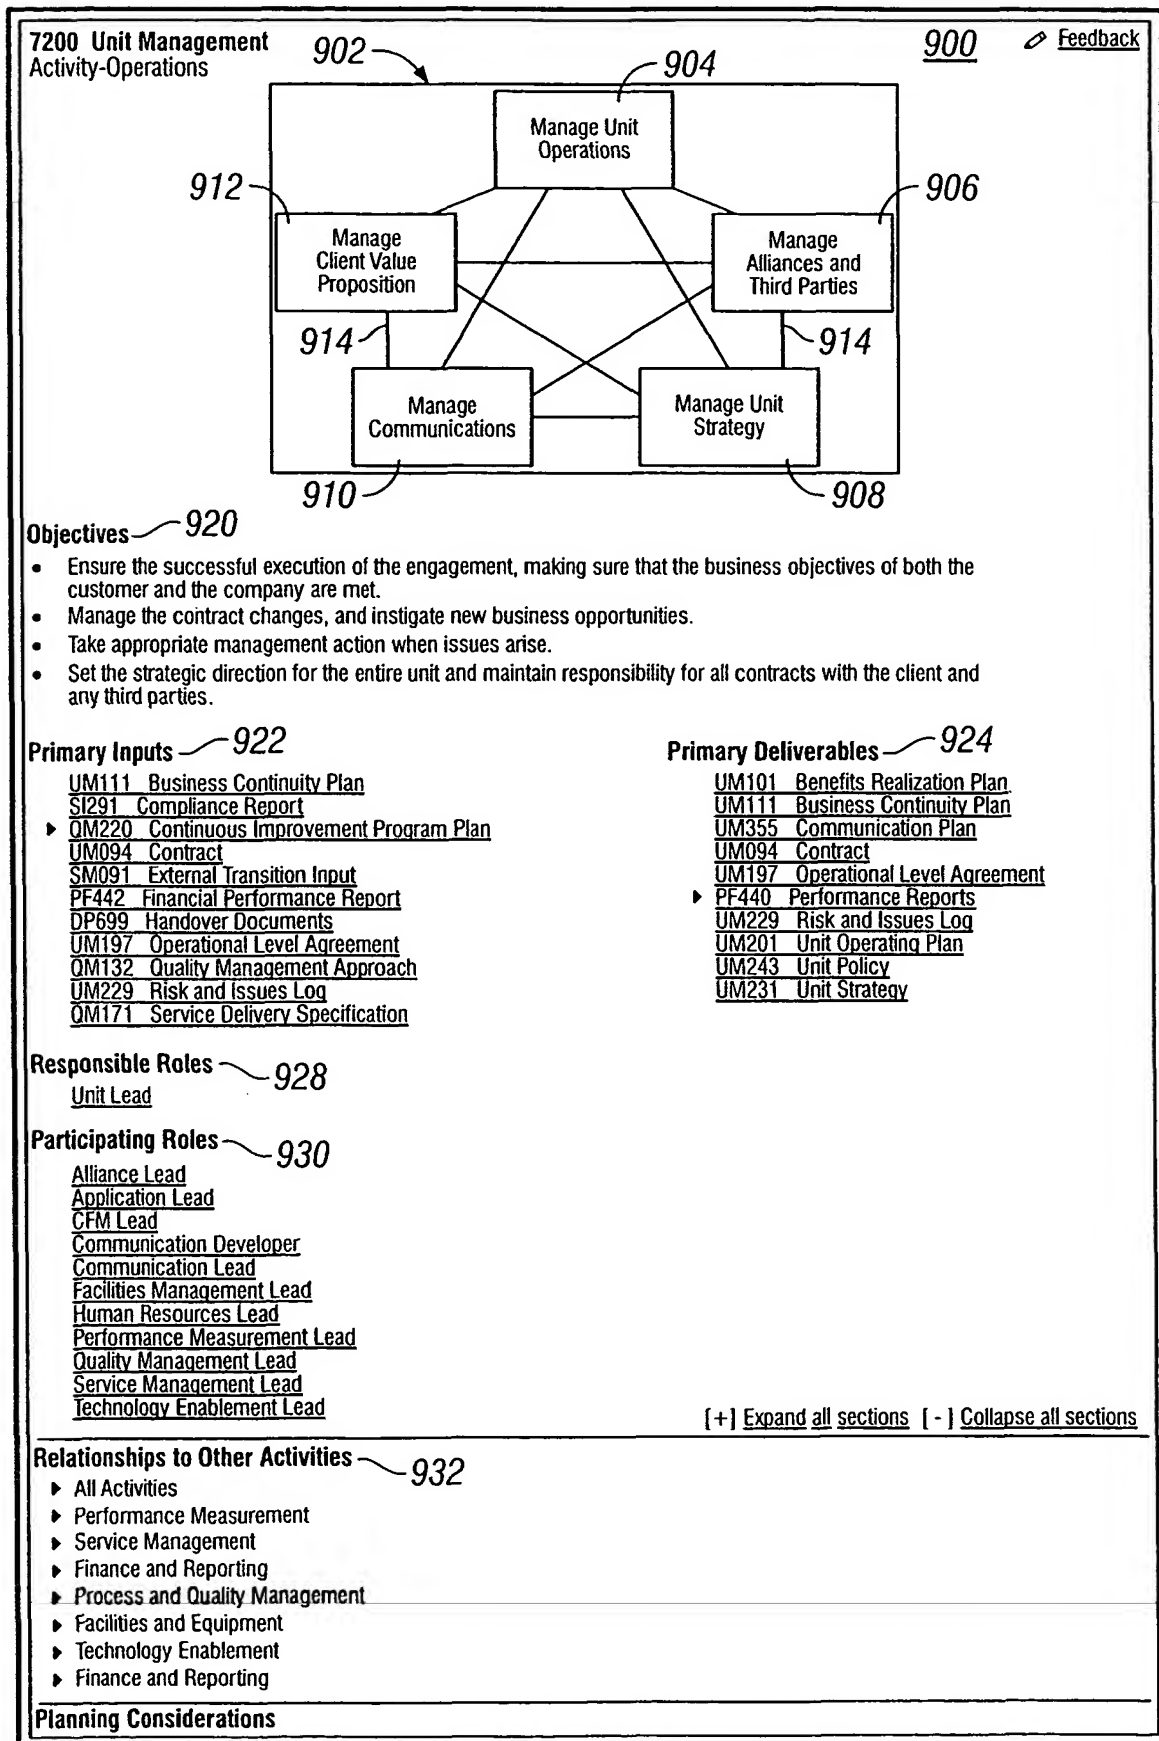 7200 Unit Management
Activity-Operations
902
900
Feedback
904
Manage Unit
Operations
912
906
Manage
Client Value
Proposition
Manage
Alliances and
Third Parties
914
914
Manage
Communications
Manage Unit
Strategy
910
908
Objectives
920
• Ensure the successful execution of the engagement, making sure that the business objectives of both the
customer and the company are met.
• Manage the contract changes, and instigate new business opportunities.
• Take appropriate management action when issues arise.
• Set the strategic direction for the entire unit and maintain responsibility for all contracts with the client and
any third parties.
Primary Inputs
922
UM111 Business Continuity Plan
SI291 Compliance Report
QM220 Continuous Improvement Program Plan
UM094 Contract
SM091 External Transition Input
PF442 Financial Performance Report
DP699 Handover Documents
UM197 Operational Level Agreement
QM132 Quality Management Approach
UM229 Risk and Issues Log
QM171 Service Delivery Specification
Primary Deliverables
924
UM101 Benefits Realization Plan
UM111 Business Continuity Plan
UM355 Communication Plan
UM094 Contract
UM197 Operational Level Agreement
PF440 Performance Reports
UM229 Risk and Issues Log
UM201 Unit Operating Plan
UM243 Unit Policy
UM231 Unit Strategy
Responsible Roles
928
Unit Lead
Participating Roles
930
Alliance Lead
Application Lead
CFM Lead
Communication Developer
Communication Lead
Facilities Management Lead
Human Resources Lead
Performance Measurement Lead
Quality Management Lead
Service Management Lead
Technology Enablement Lead
[+] Expand all sections [-] Collapse all sections
Relationships to Other Activities
932
All Activities
Performance Measurement
Service Management
Finance and Reporting
Process and Quality Management
Facilities and Equipment
Technology Enablement
Finance and Reporting
Planning Considerations